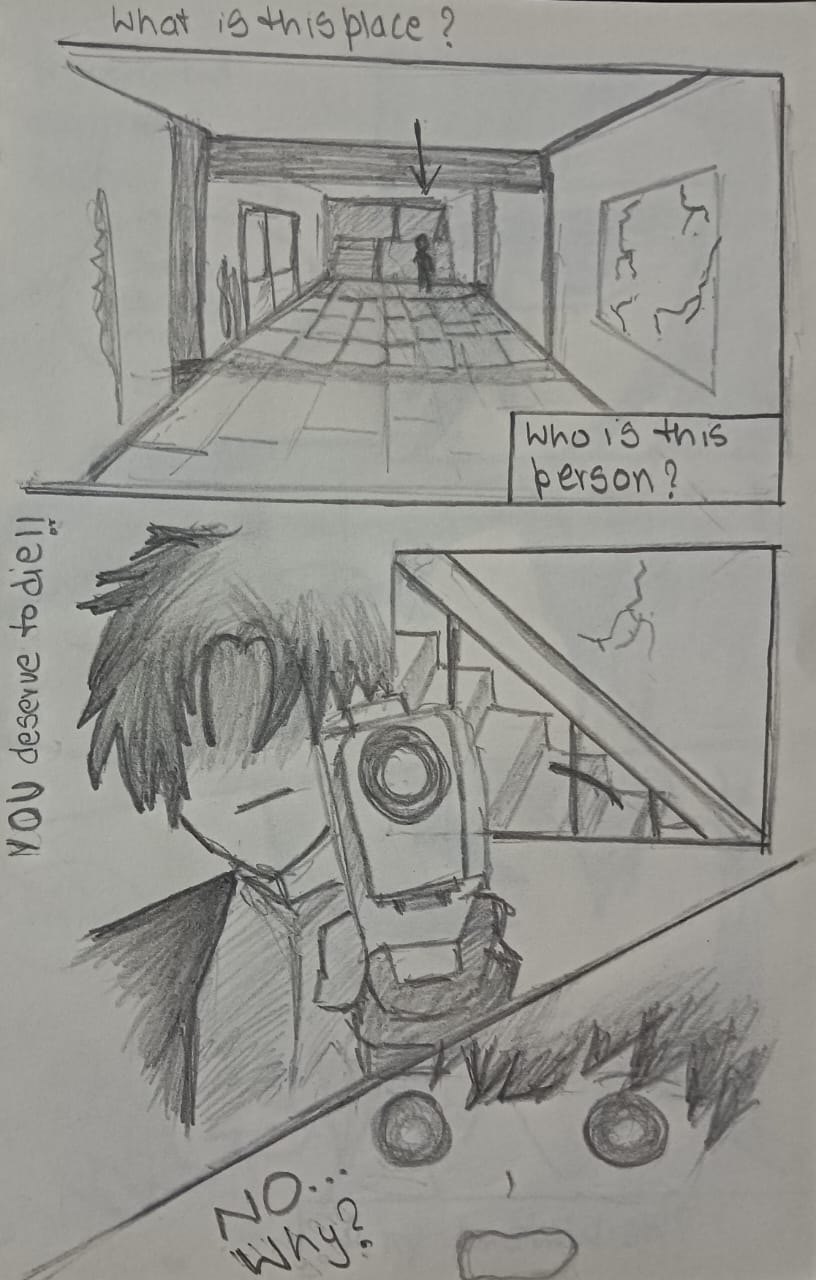 What is this place?
Who is this
person?
YOU deserve to die!!
NO...
Why?